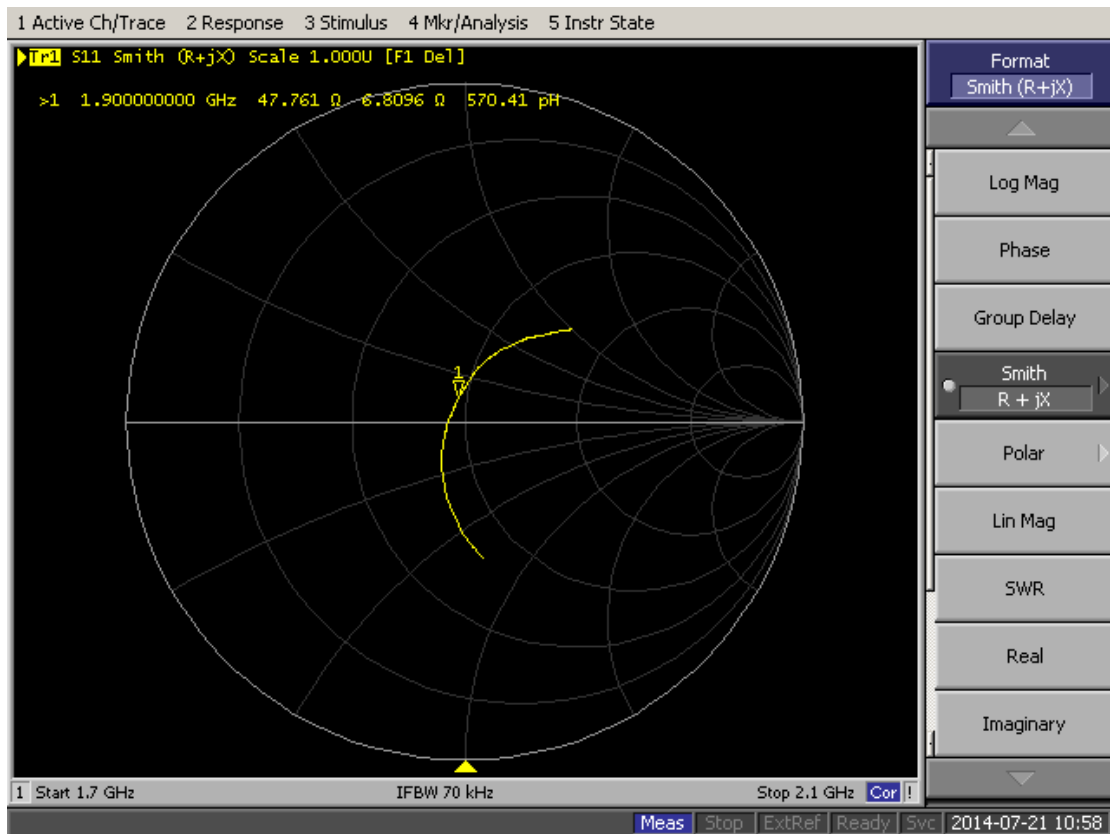 1 Active Ch/Trace 2 Response 3 Stimulus 4 Mkr/Analysis 5 Instr State
Tr1 S11 Smith (R+jX) Scale 1.000U [F1 Del]
>1 1.900000000 GHz 47.761 Ω 6.8096 Ω 570.41 pH
1
Format
Smith (R+jX)
Log Mag
Phase
Group Delay
Smith
R + jX
Polar
Lin Mag
SWR
Real
Imaginary
1 Start 1.7 GHz IFBW 70 kHz Stop 2.1 GHz Cor !
Meas Stop ExtRef Ready Svc 2014-07-21 10:58